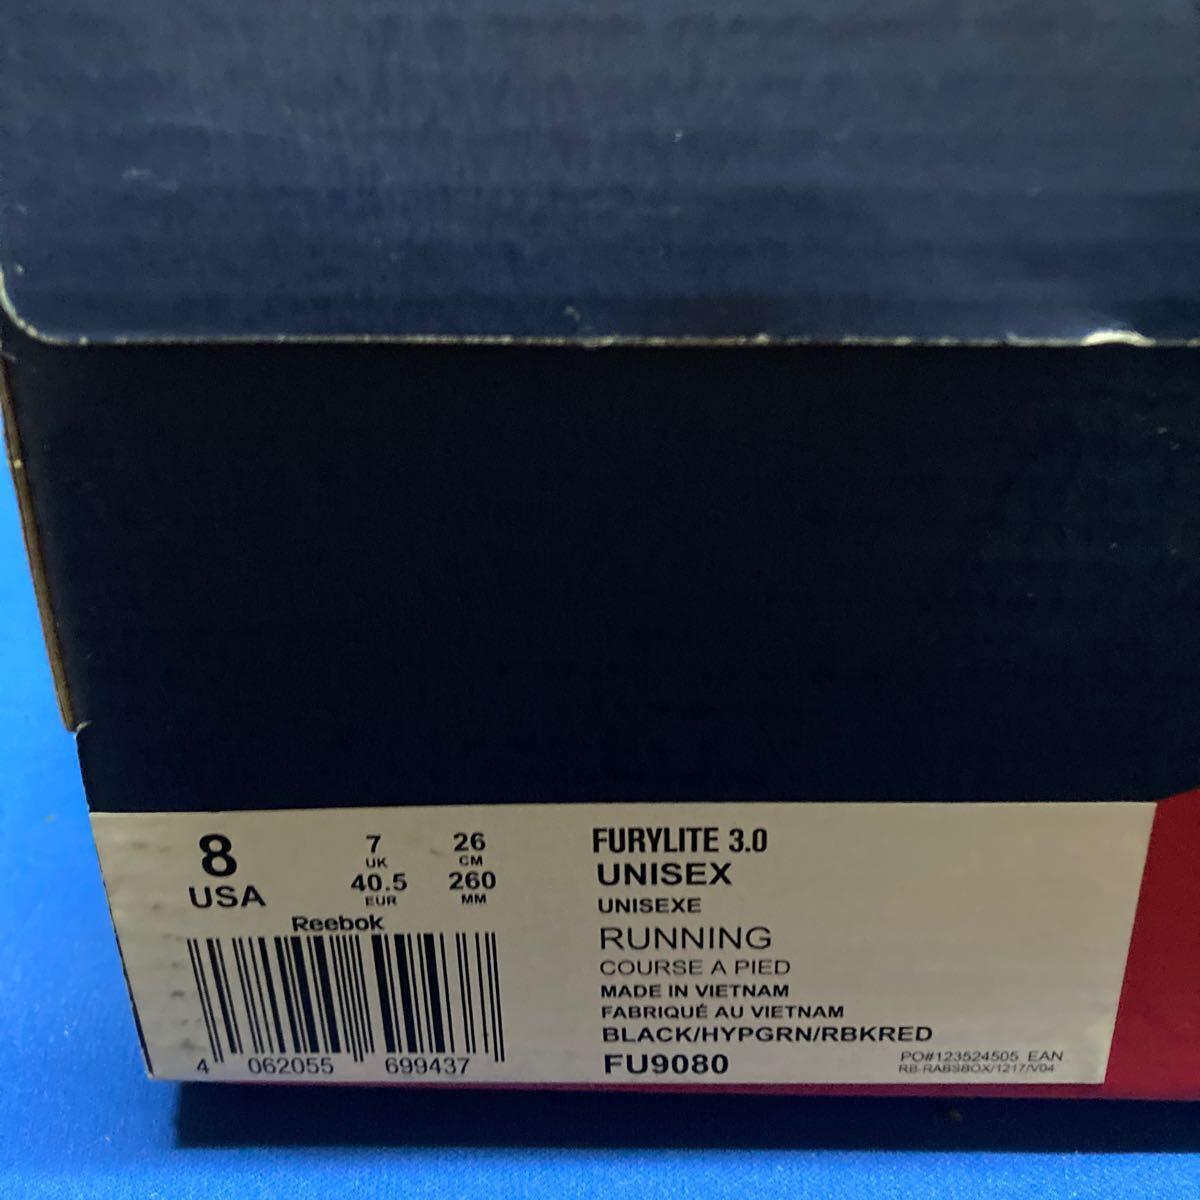 8
USA
7
UK
40.5
EUR
26
CM
260
MM
Reebok
4 062055 699437
FURYLITE 3.0
UNISEX
UNISEXE
RUNNING
COURSE A PIED
MADE IN VIETNAM
FABRIQUÉ AU VIETNAM
BLACK/HYPGRN/RBKRED
FU9080
PO#123524505 EAN
RB-RABSBOX/1217/V04